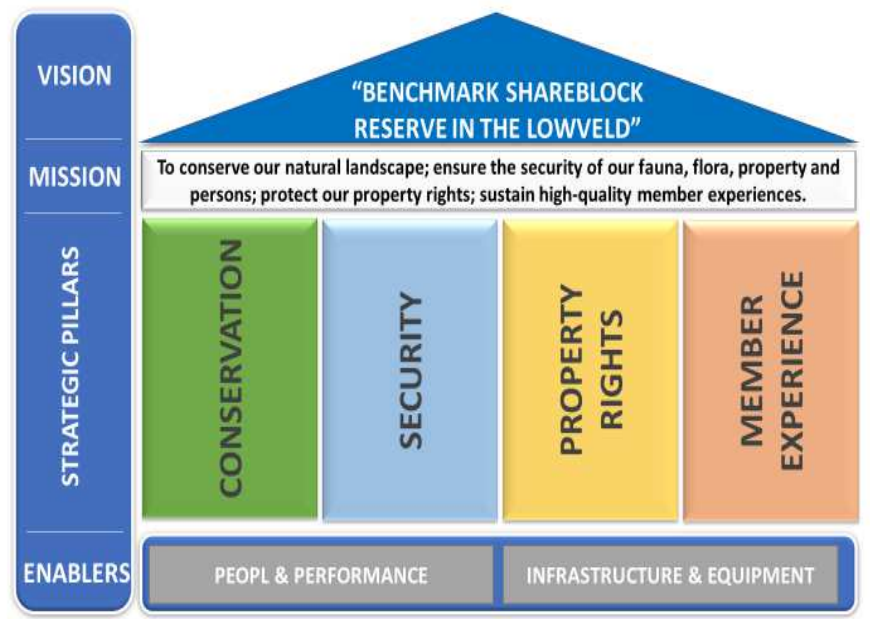 VISION
“BENCHMARK SHAREBLOCK
RESERVE IN THE LOWVELD”
MISSION
To conserve our natural landscape; ensure the security of our fauna, flora, property and
persons; protect our property rights; sustain high-quality member experiences.
STRATEGIC PILLARS
CONSERVATION
SECURITY
PROPERTY
RIGHTS
MEMBER
EXPERIENCE
ENABLERS
PEOPL & PERFORMANCE
INFRASTRUCTURE & EQUIPMENT